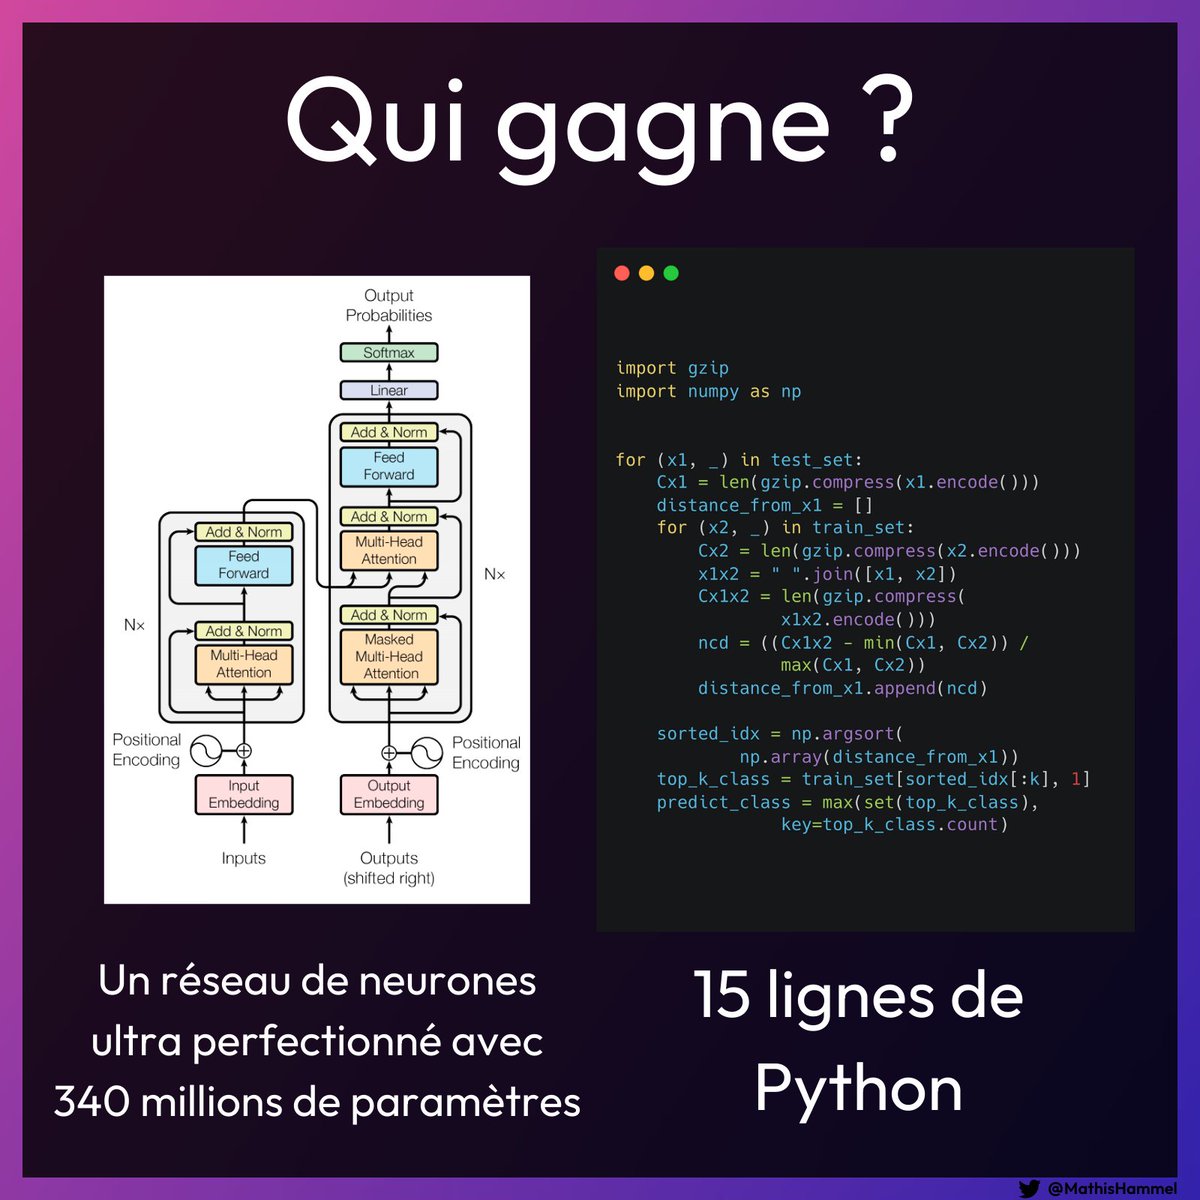 Qui gagne ?
Output
Probabilities
Softmax
Linear
Add & Norm
Feed
Forward
Add & Norm
Multi-Head
Attention
Add & Norm
Masked
Multi-Head
Attention
Nx
Add & Norm
Feed
Forward
Add & Norm
Multi-Head
Attention
Nx
Positional
Encoding
Positional
Encoding
Input
Embedding
Output
Embedding
Inputs
Outputs
(shifted right)
import gzip
import numpy as np
for (x1, _) in test_set:
    Cx1 = len(gzip.compress(x1.encode()))
    distance_from_x1 = []
    for (x2, _) in train_set:
        Cx2 = len(gzip.compress(x2.encode()))
        x1x2 = " ".join([x1, x2])
        Cx1x2 = len(gzip.compress(
                x1x2.encode()))
        ncd = ((Cx1x2 - min(Cx1, Cx2)) /
                max(Cx1, Cx2))
        distance_from_x1.append(ncd)
    sorted_idx = np.argsort(
            np.array(distance_from_x1))
    top_k_class = train_set[sorted_idx[:k], 1]
    predict_class = max(set(top_k_class),
                key=top_k_class.count)
Un réseau de neurones
ultra perfectionné avec
340 millions de paramètres
15 lignes de
Python
@MathisHammel